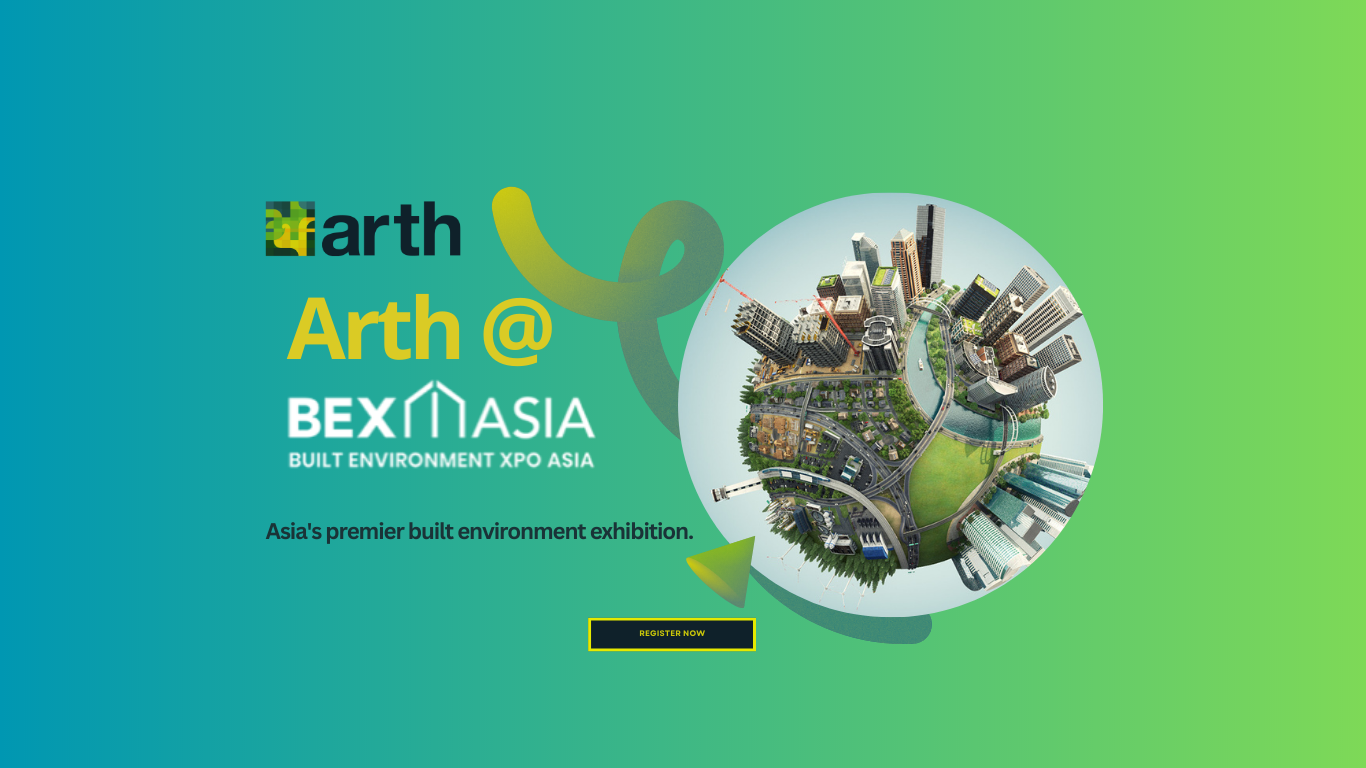 arth
Arth @
BEX ASIA
BUILT ENVIRONMENT XPO ASIA
Asia's premier built environment exhibition.
REGISTER NOW